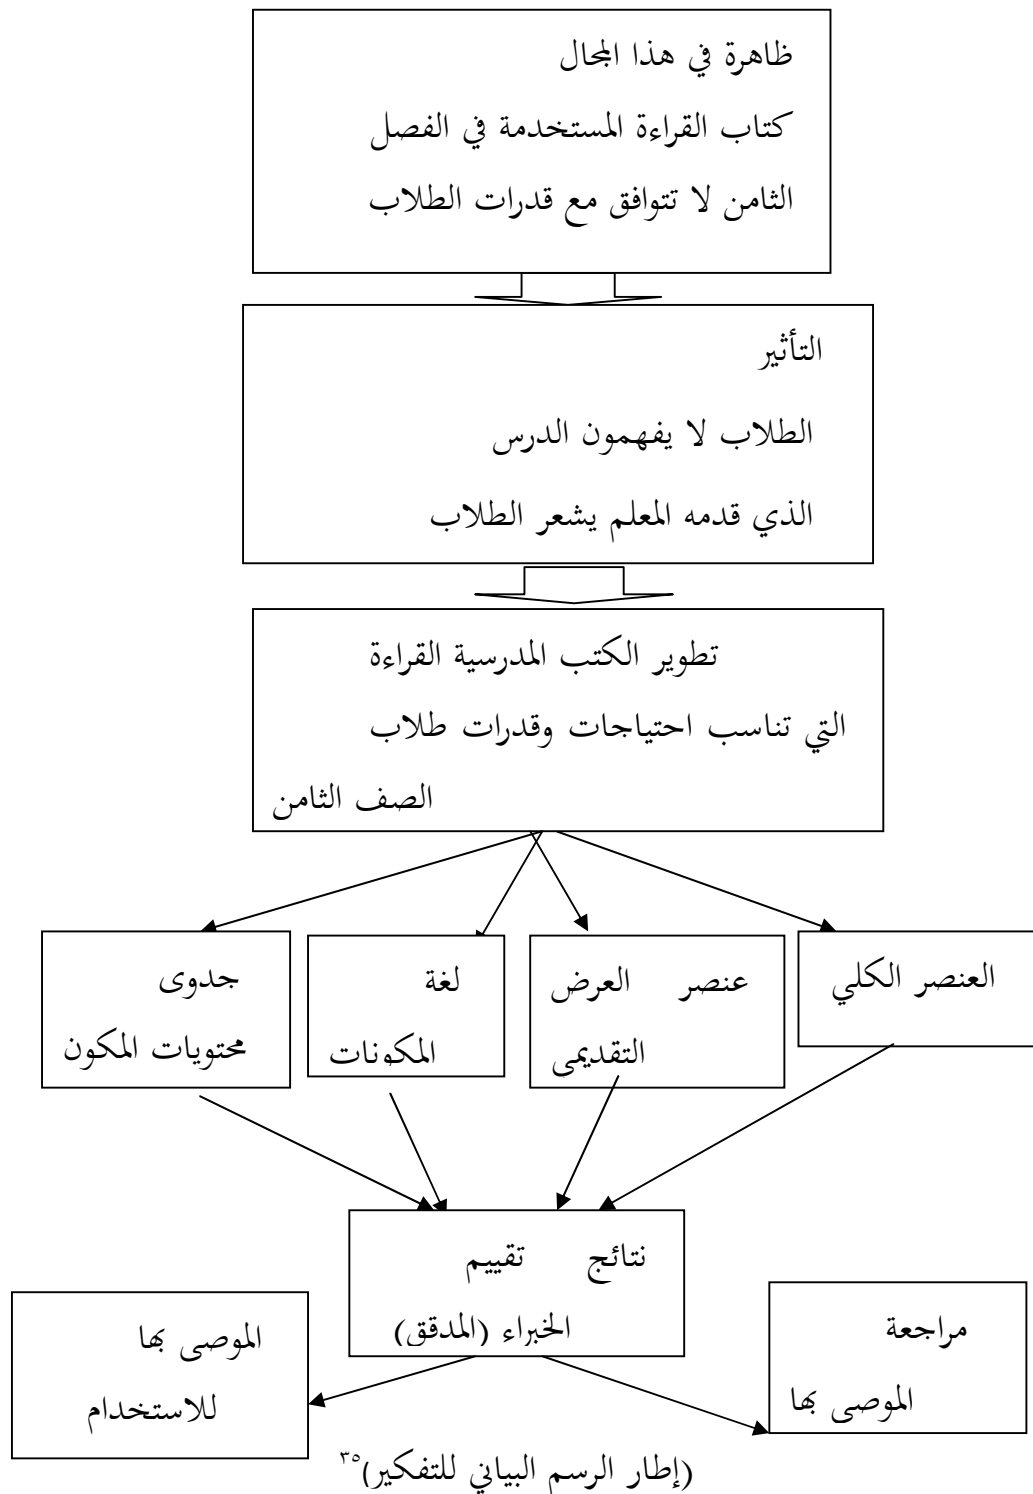 ظاهرة في هذا المجال
كتاب القراءة المستخدمة في الفصل
الثامن لا تتوافق مع قدرات الطلاب
التأثير
الطلاب لا يفهمون الدرس
الذي قدمه المعلم يشعر الطلاب
تطوير الكتب المدرسية القراءة
التي تناسب احتياجات وقدرات طلاب
الصف الثامن
العنصر الكلي
عنصر العرض
التقديمى
لغة
المكونات
جدوى
محتويات المكون
نتائج تقييم
الخبراء (المدقق)
مراجعة
الموصى بها
الموصى بها
للاستخدام
(إطار الرسم البياني للتفكير)٣٥